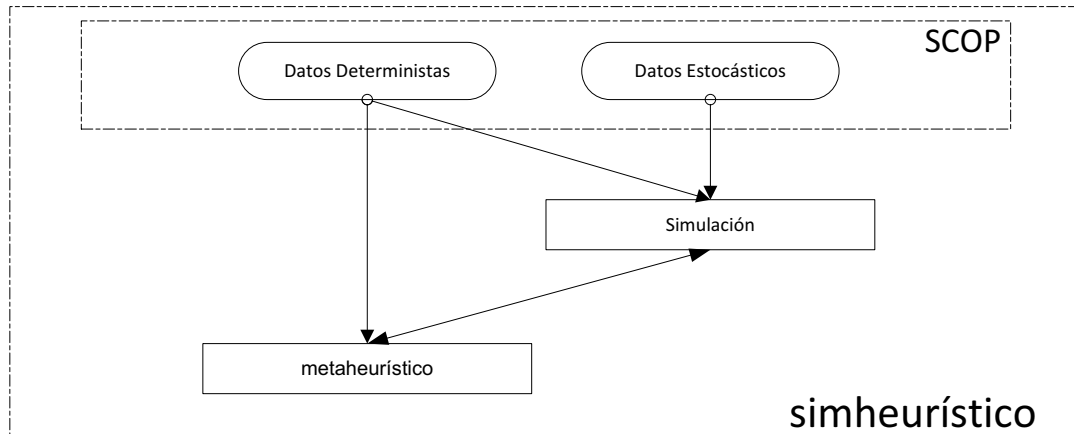 SCOP
Datos Deterministas
Datos Estocásticos
Simulación
metaheurístico
simheurístico